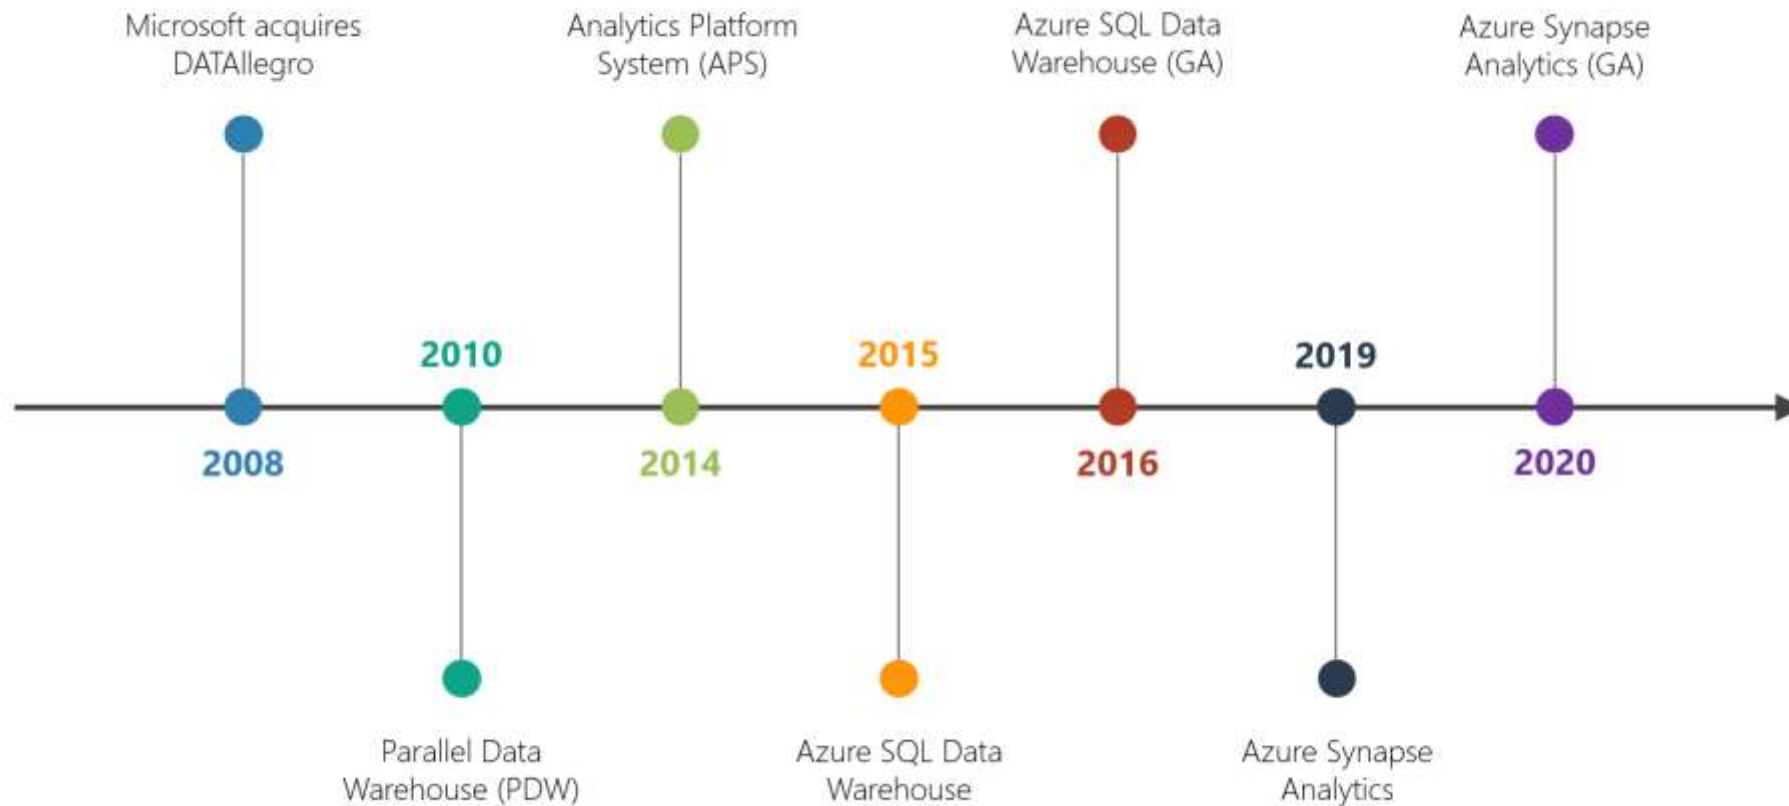 Microsoft acquires
DATAllegro
Analytics Platform
System (APS)
Azure SQL Data
Warehouse (GA)
Azure Synapse
Analytics (GA)
2010
2015
2019
2008
2014
2016
2020
Parallel Data
Warehouse (PDW)
Azure SQL Data
Warehouse
Azure Synapse
Analytics